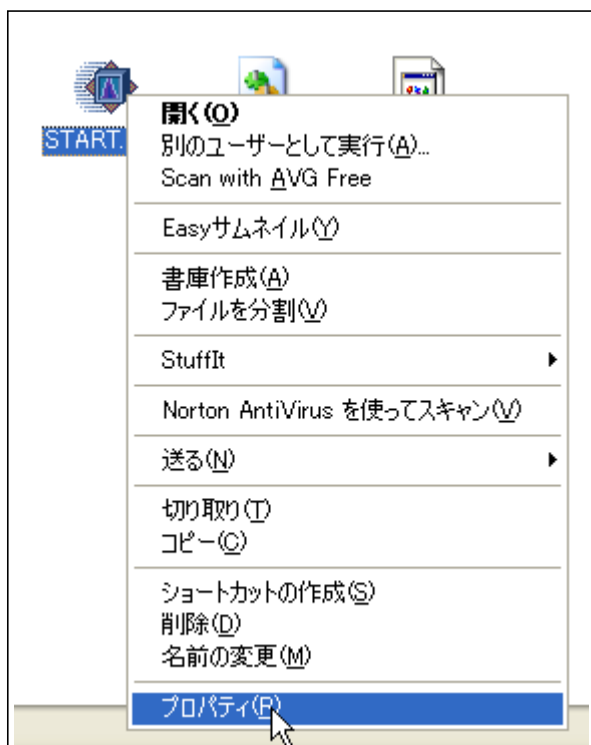 START.
開く(O)
別のユーザーとして実行(A)...
Scan with AVG Free
Easyサムネイル(Y)
書庫作成(A)
ファイルを分割(V)
StuffIt
Norton AntiVirus を使ってスキャン(V)
送る(N)
切り取り(T)
コピー(C)
ショートカットの作成(S)
削除(D)
名前の変更(M)
プロパティ(R)